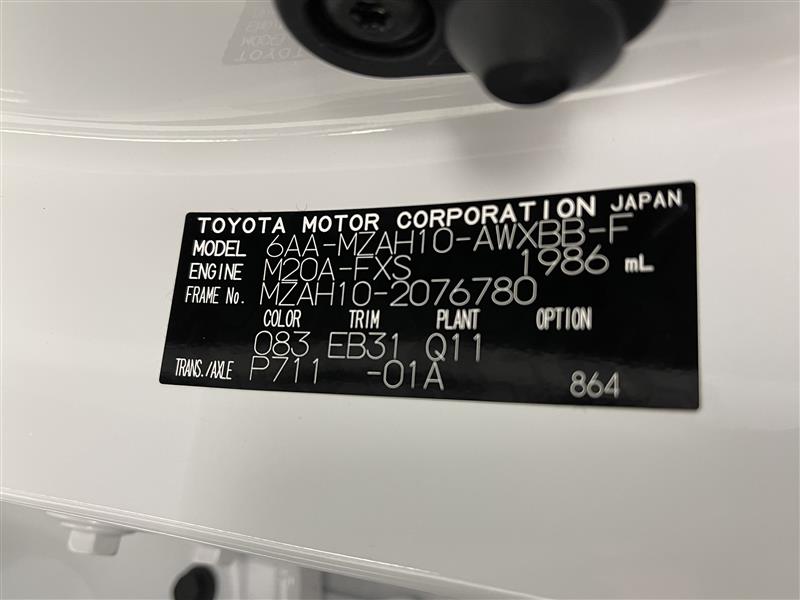 TOYOTA MOTOR CORPORATION JAPAN
MODEL 6AA-MZAH10-AWXBB-F
ENGINE M20A-FXS 1986 mL
FRAME No. MZAH10-2076780
COLOR TRIM PLANT OPTION
083 EB31 Q11
TRANS./AXLE P711 -01A 864